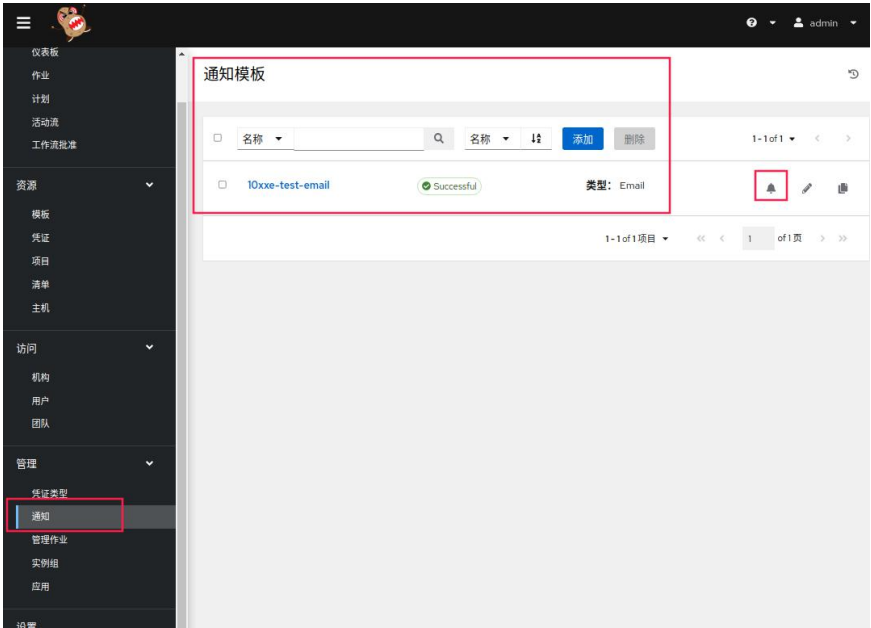 admin
仪表板
作业
计划
活动流
工作流批准
资源
模板
凭证
项目
清单
主机
访问
机构
用户
团队
管理
凭证类型
通知
管理作业
实例组
应用
设置
通知模板
名称 名称 添加 删除 1-1 of 1
10xxe-test-email Successful 类型： Email
1-1 of 1项目 1 of 1 页